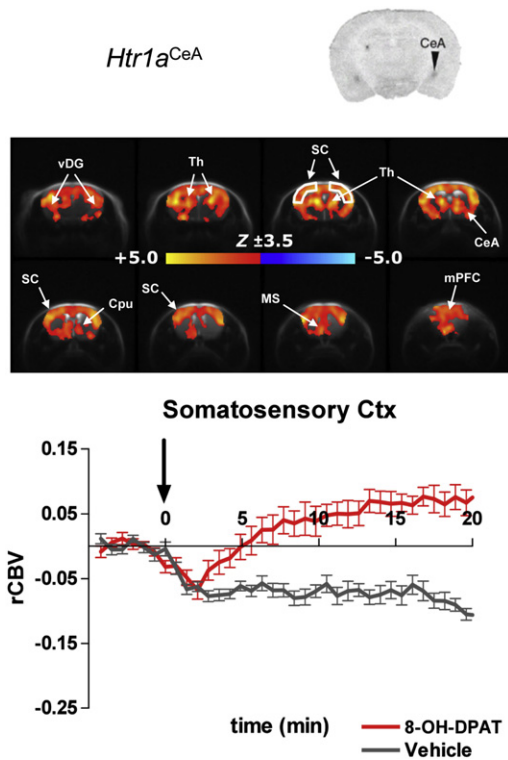 Htr1aCeA
CeA
vDG
Th
SC
Th
CeA
+5.0
Z ±3.5
-5.0
SC
Cpu
SC
MS
mPFC
Somatosensory Ctx
0.15
0.05
-0.05
-0.15
-0.25
rCBV
0 5 10 15 20
time (min)
8-OH-DPAT
Vehicle